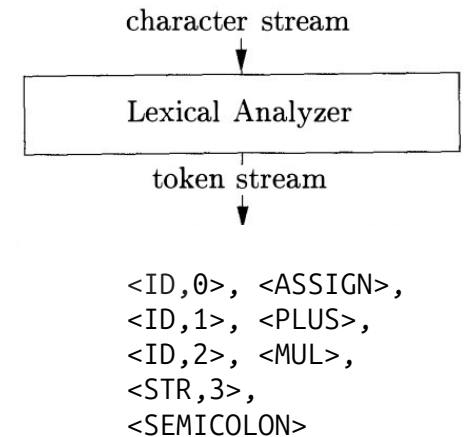 character stream
Lexical Analyzer
token stream
<ID,0>, <ASSIGN>,
<ID,1>, <PLUS>,
<ID,2>, <MUL>,
<STR,3>,
<SEMICOLON>